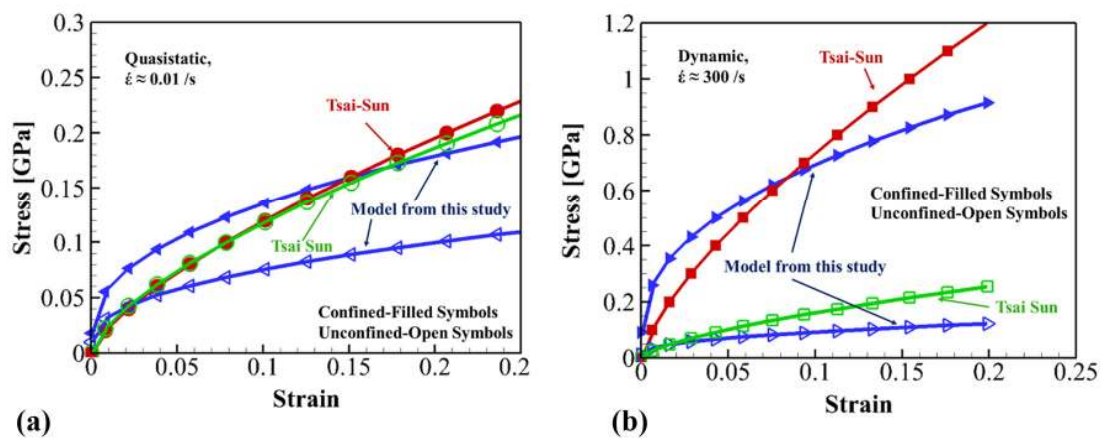 0.3
0.25
0.2
0.15
0.1
0.05
0
Stress [GPa]
Quasistatic,
ε̇ ≈ 0.01 /s
Tsai-Sun
Model from this study
Tsai Sun
Confined-Filled Symbols
Unconfined-Open Symbols
0 0.05 0.1 0.15 0.2 0.2
Strain
(a)
1.2
1
0.8
0.6
0.4
0.2
0
Stress [GPa]
Dynamic,
ε̇ ≈ 300 /s
Tsai-Sun
Confined-Filled Symbols
Unconfined-Open Symbols
Model from this study
Tsai Sun
0 0.05 0.1 0.15 0.2 0.25
Strain
(b)